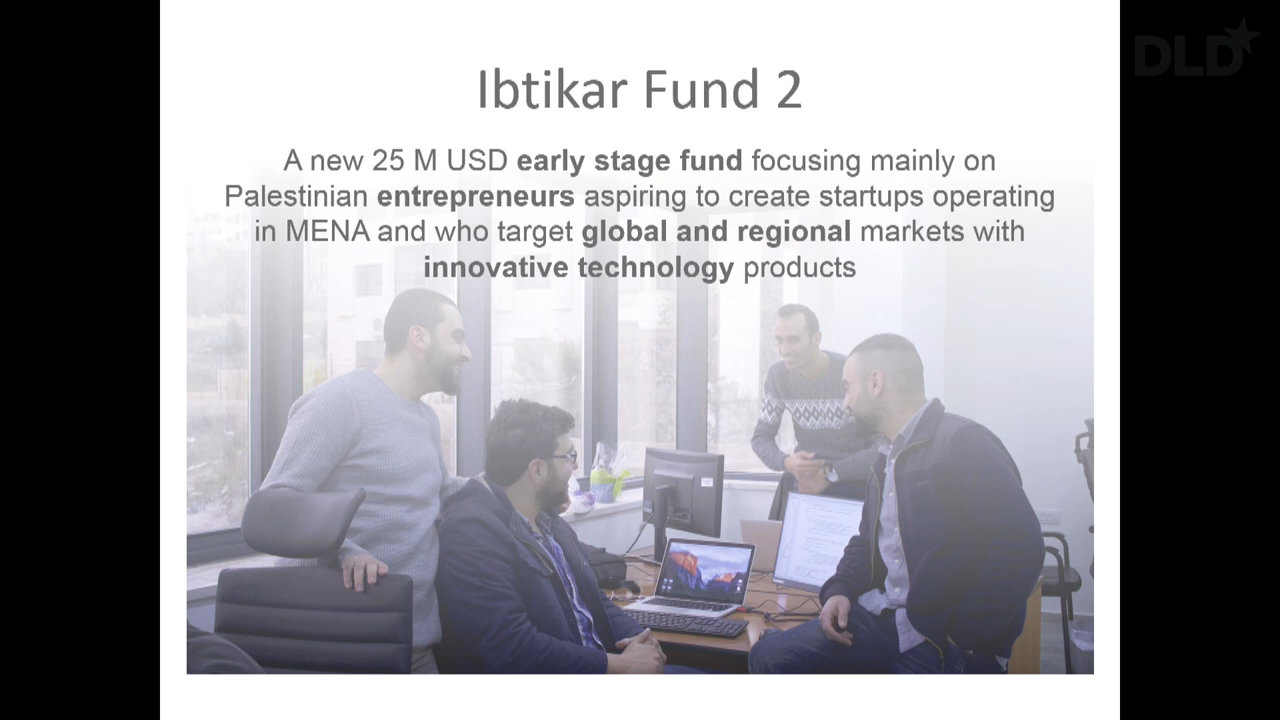 DLD
Ibtikar Fund 2
A new 25 M USD early stage fund focusing mainly on
Palestinian entrepreneurs aspiring to create startups operating
in MENA and who target global and regional markets with
innovative technology products